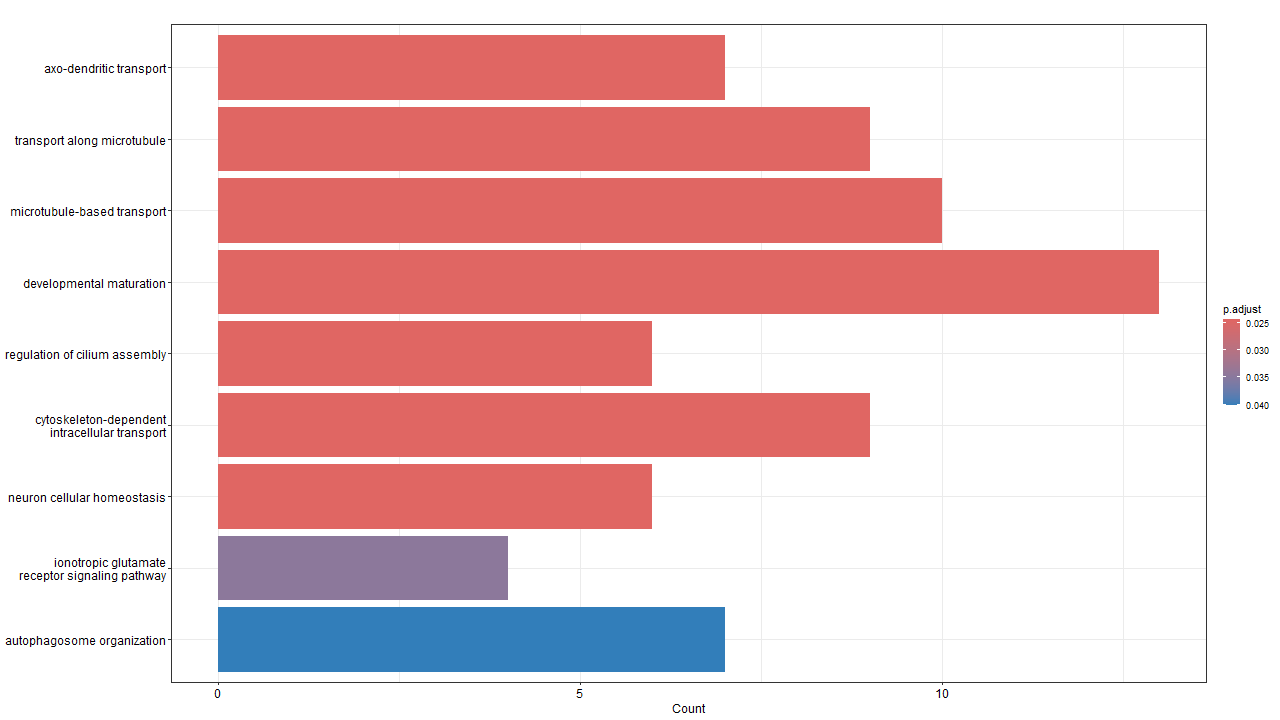 axo-dendritic transport
transport along microtubule
microtubule-based transport
developmental maturation
regulation of cilium assembly
cytoskeleton-dependent
intracellular transport
neuron cellular homeostasis
ionotropic glutamate
receptor signaling pathway
autophagosome organization
0
5
10
Count
p.adjust
0.025
0.030
0.035
0.040